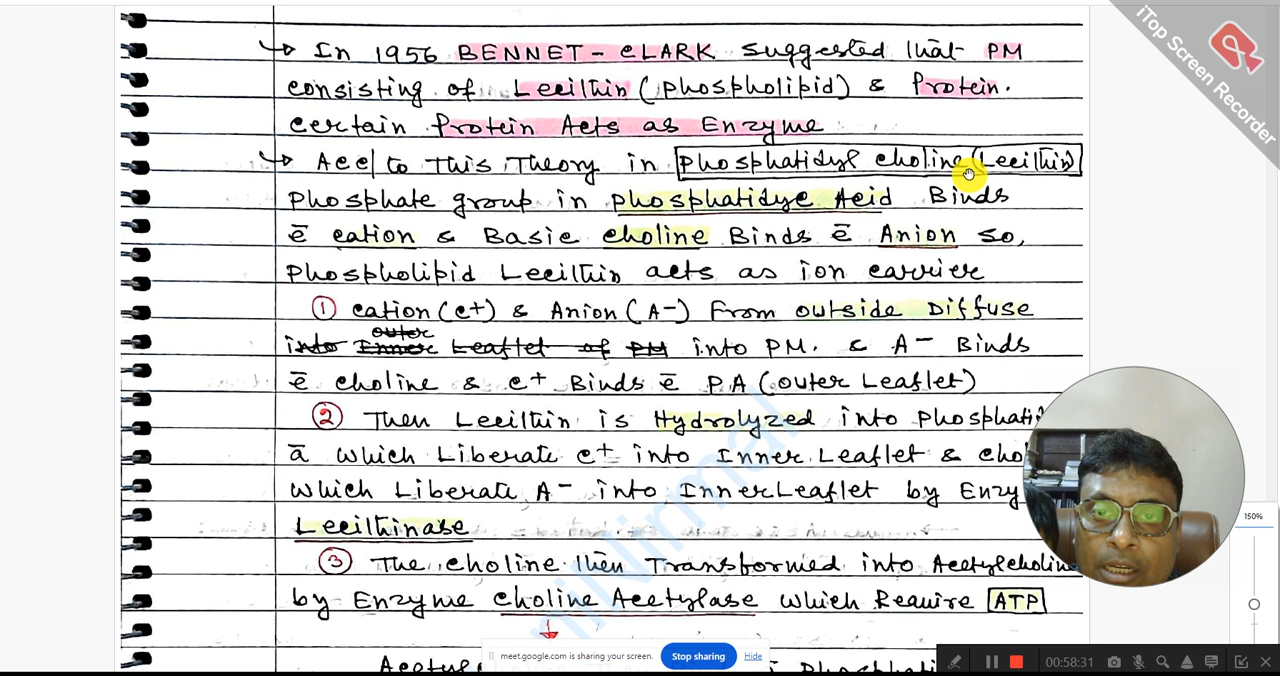 ↳ In 1956 BENNET - CLARK suggested that PM
consisting of Lecithin (phospholipid) & Protein.
certain Protein Acts as Enzyme
↳ Acc| to This Theory in phosphatidyl choline (Lecithin)
phosphate group in phosphatidye Acid Binds
c̄ cation & Basic choline Binds c̄ Anion so,
phospholipid Lecithin acts as ion carrier
① cation (c+) & Anion (A-) From outside Diffuse
outer
into Inner Leaflet of PM into PM. & A- Binds
c̄ choline & c+ Binds c̄ PA (outer Leaflet)
② Then Lecithin is Hydrolyzed into phosphati
a which Liberate c+ into Inner Leaflet & cho
which Liberate A- into Inner Leaflet by Enzy
Lecithinase
③ The choline then Transformed into Acetylcholin
by Enzyme choline Acetylase which Require ATP
iTop Screen Recorder
150%
meet.google.com is sharing your screen.
Stop sharing
Hide
00:58:31